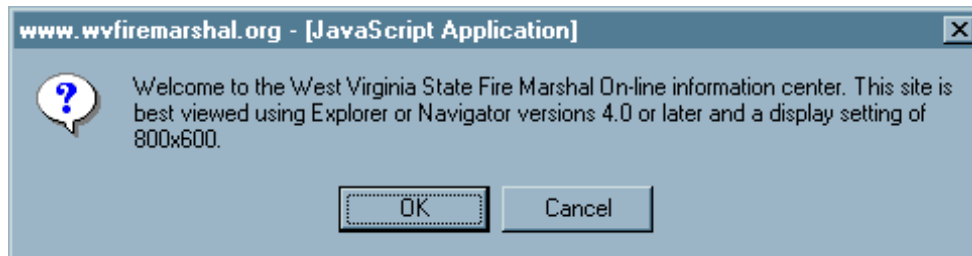 www.wvfiremarshal.org - [JavaScript Application]
Welcome to the West Virginia State Fire Marshal On-line information center. This site is
best viewed using Explorer or Navigator versions 4.0 or later and a display setting of
800x600.
OK
Cancel